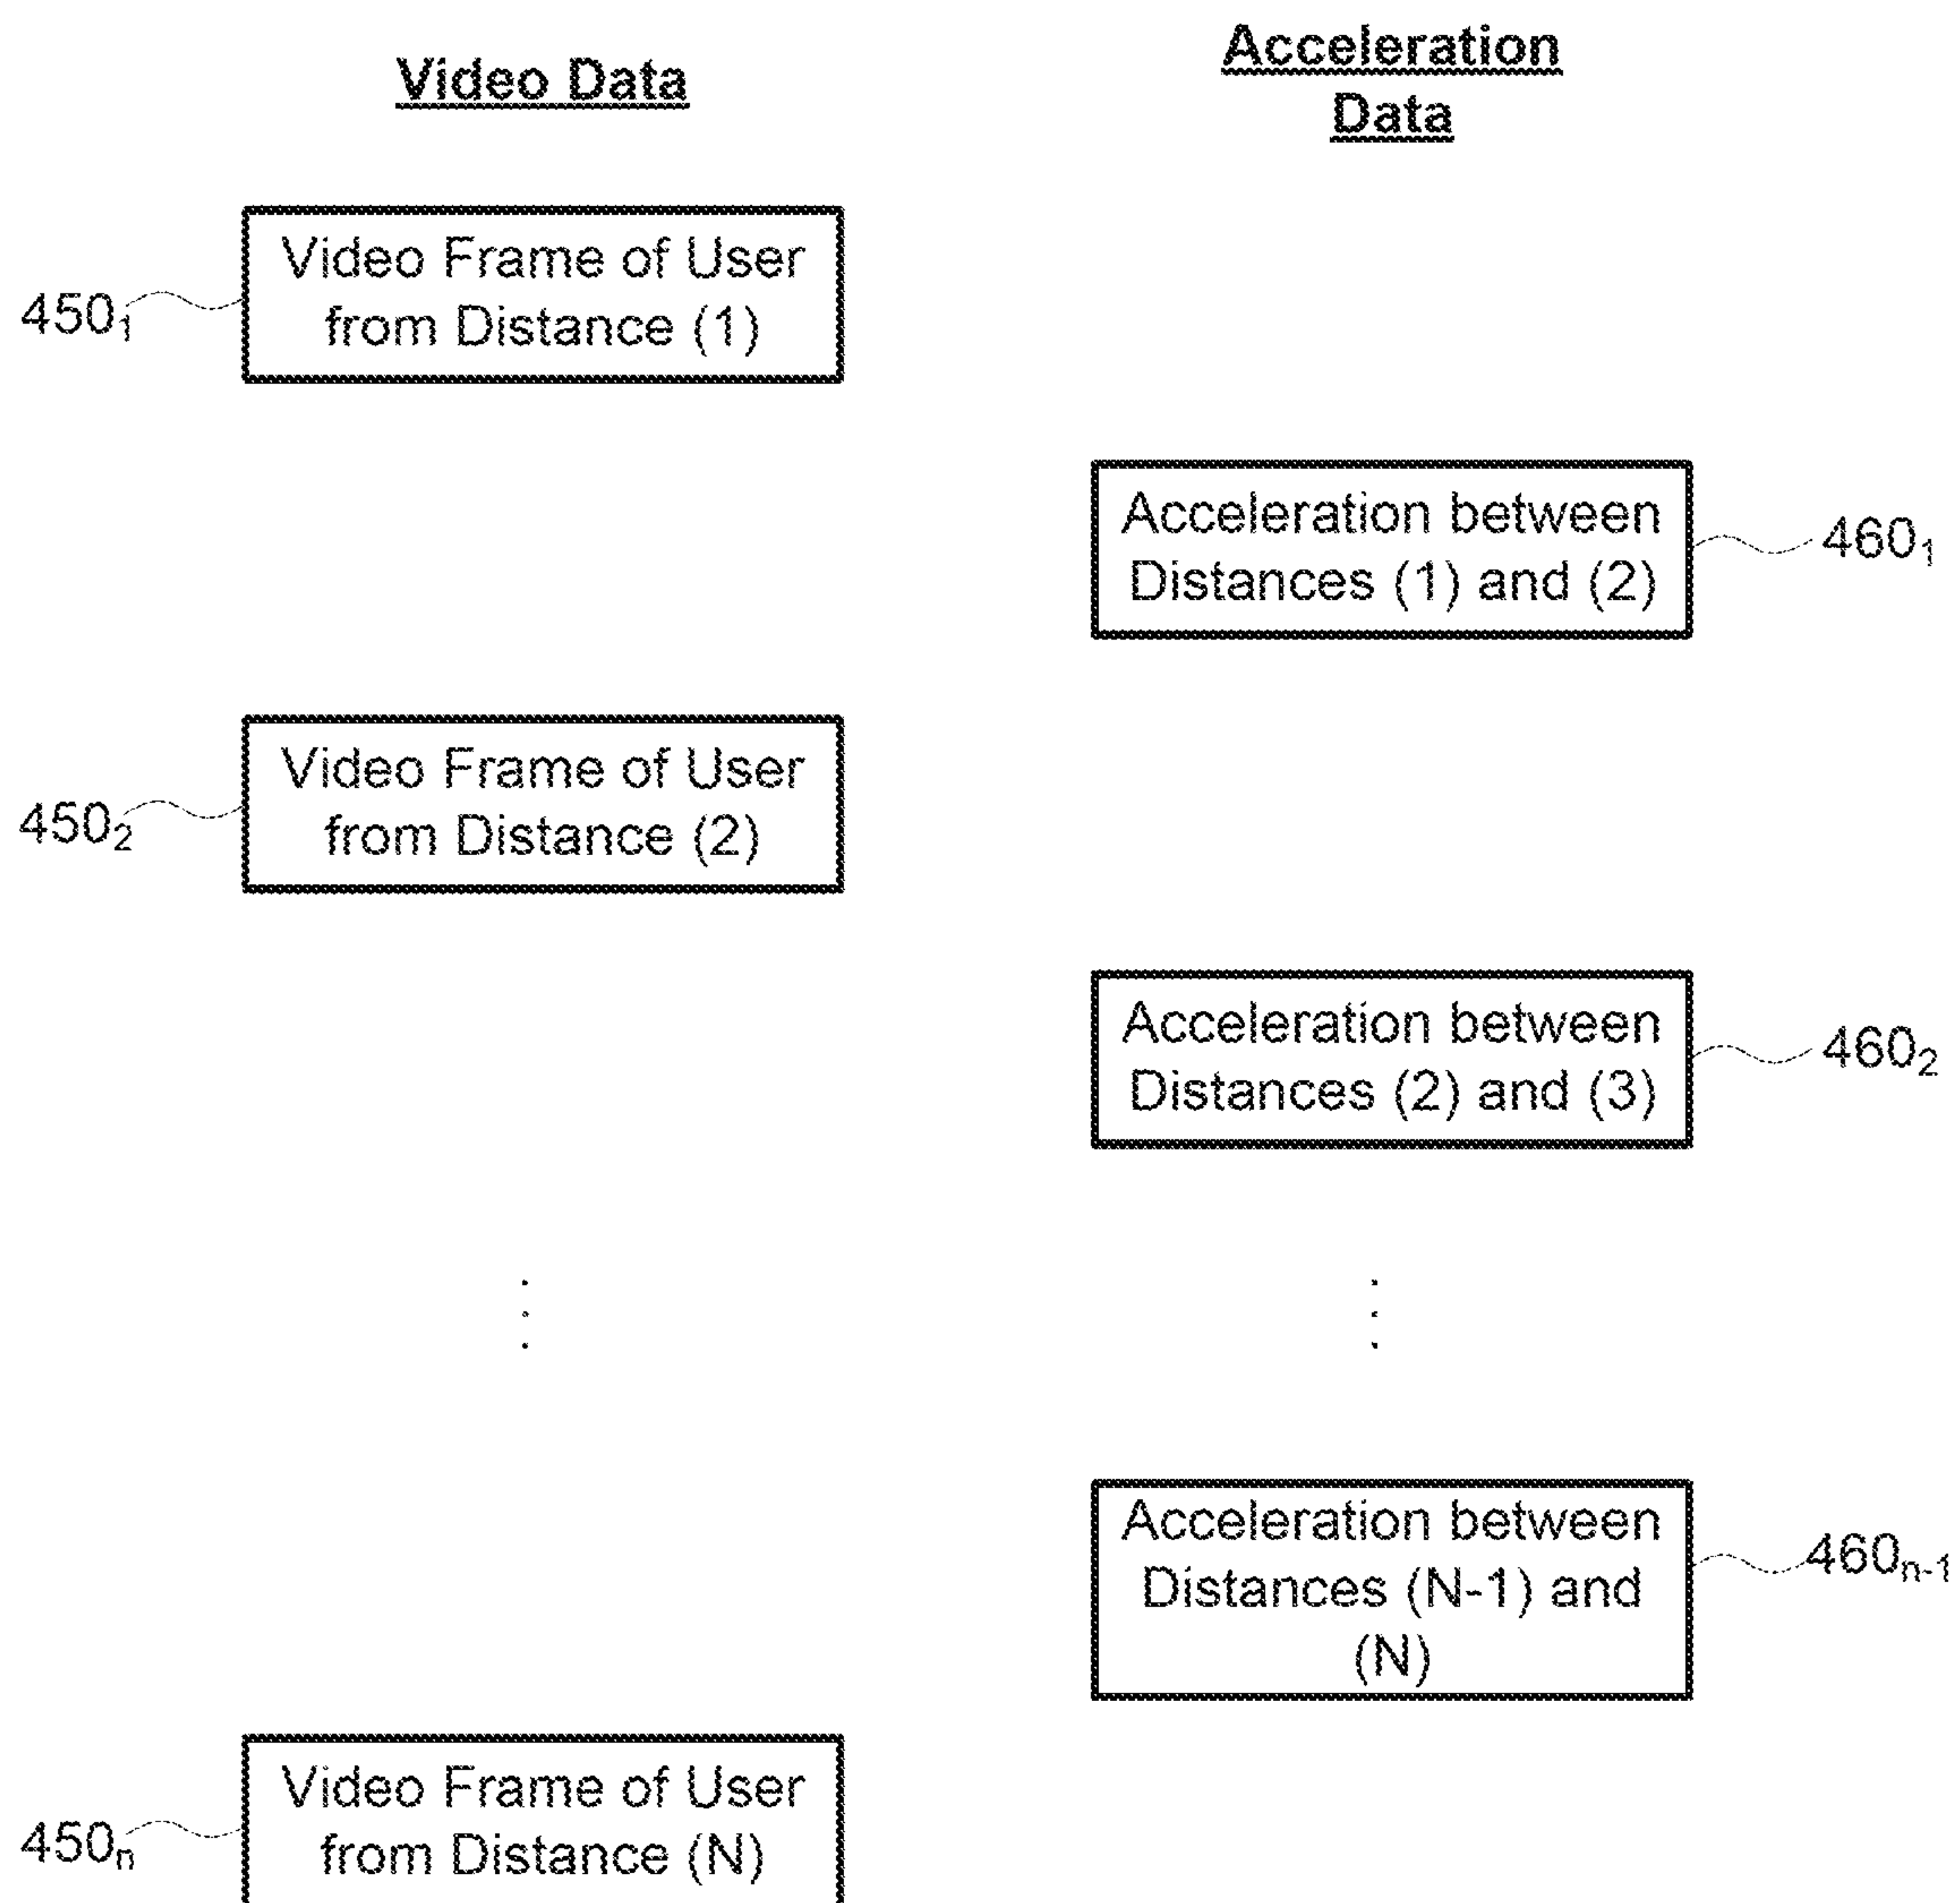 Video Data
Acceleration
Data
Video Frame of User
from Distance (1)
450₁
Acceleration between
Distances (1) and (2)
460₁
Video Frame of User
from Distance (2)
450₂
Acceleration between
Distances (2) and (3)
460₂
Acceleration between
Distances (N-1) and
(N)
460ₙ₋₁
Video Frame of User
from Distance (N)
450ₙ